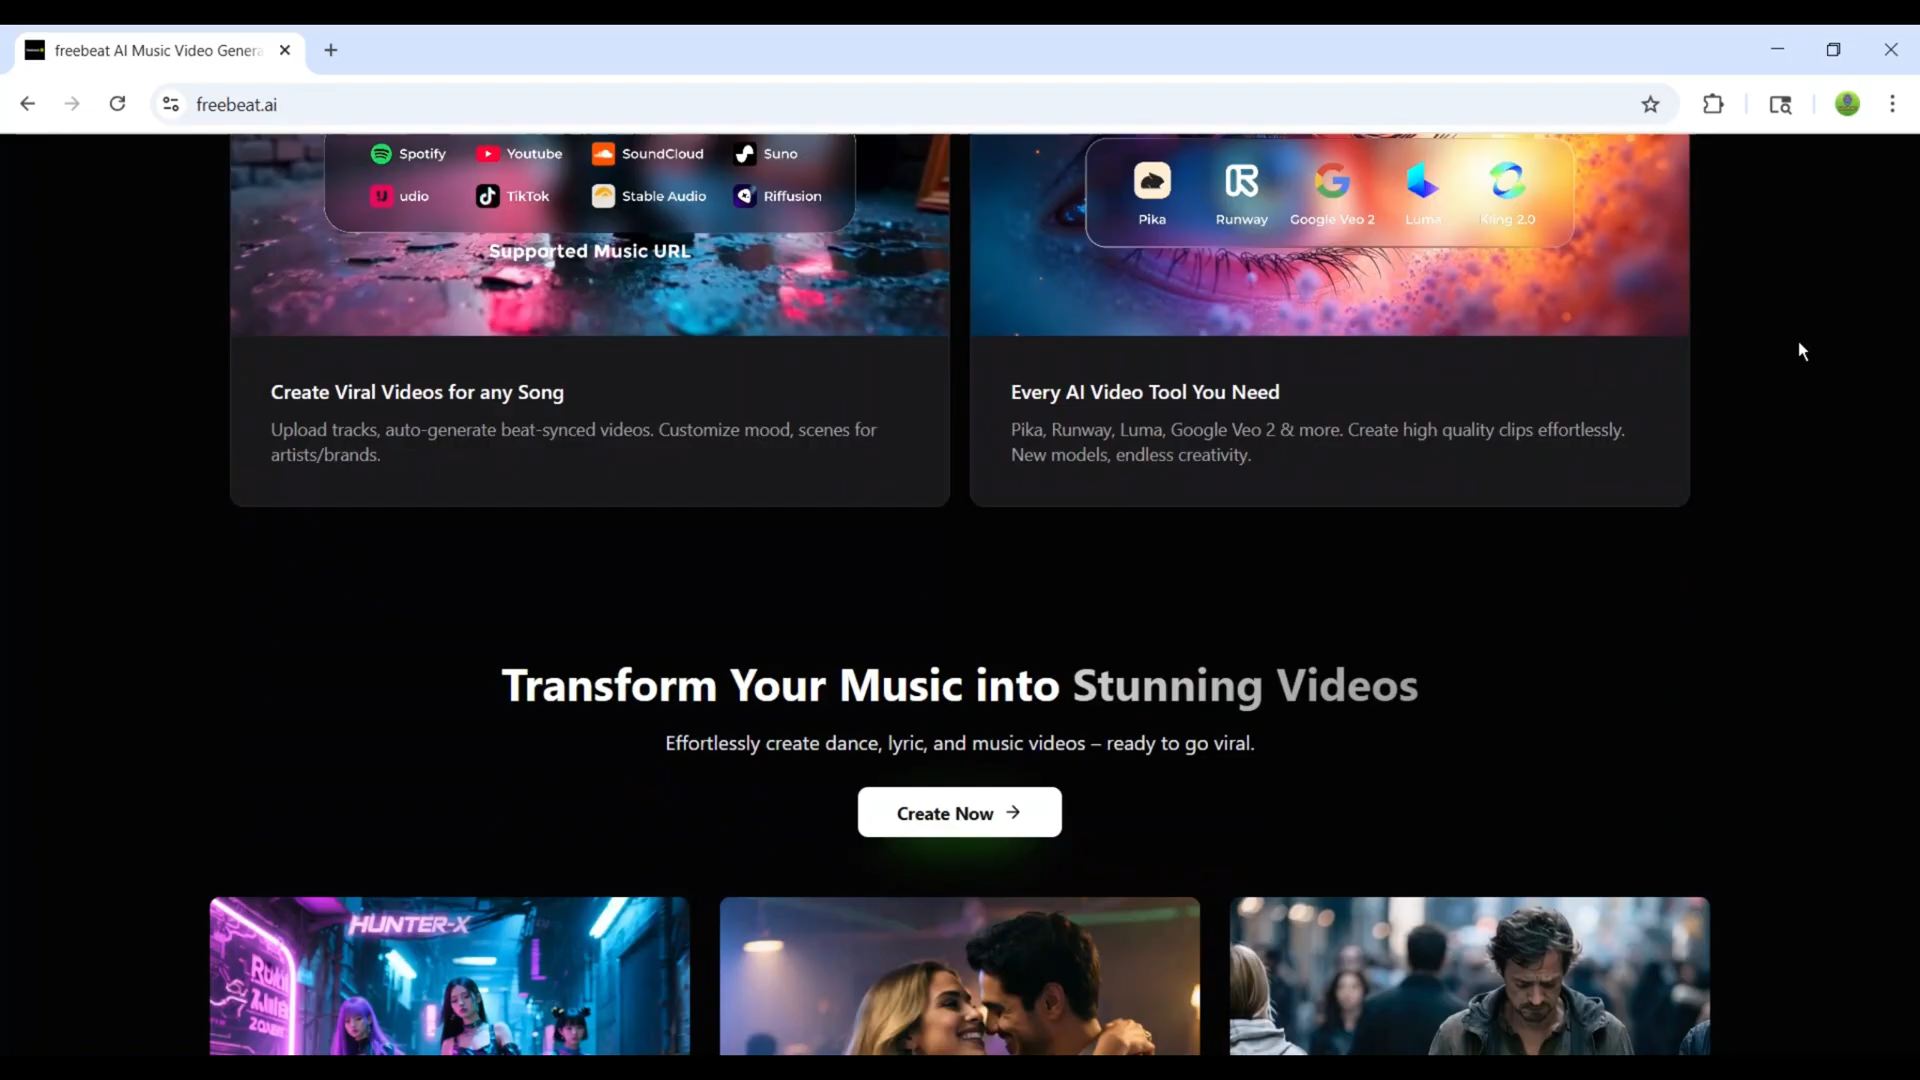 freebeat AI Music Video Genera
freebeat.ai
Spotify Youtube SoundCloud Suno
udio TikTok Stable Audio Riffusion
Supported Music URL
Pika Runway Google Veo 2 Luma Kling 2.0
Create Viral Videos for any Song
Upload tracks, auto-generate beat-synced videos. Customize mood, scenes for
artists/brands.
Every AI Video Tool You Need
Pika, Runway, Luma, Google Veo 2 & more. Create high quality clips effortlessly.
New models, endless creativity.
Transform Your Music into Stunning Videos
Effortlessly create dance, lyric, and music videos – ready to go viral.
Create Now →
HUNTER-X